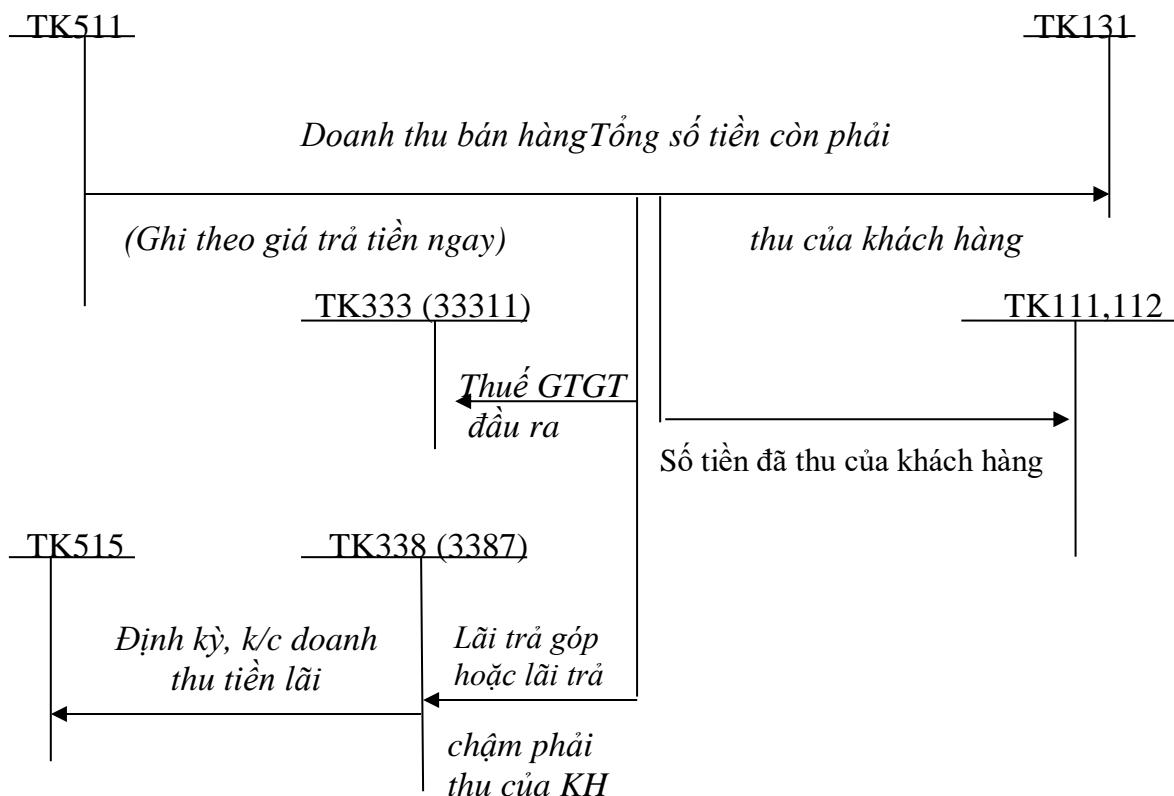 TK511 TK131
Doanh thu bán hàngTổng số tiền còn phải
(Ghi theo giá trả tiền ngay) thu của khách hàng
TK333 (33311) TK111,112
Thuế GTGT
đầu ra
Số tiền đã thu của khách hàng
TK515 TK338 (3387)
Định kỳ, k/c doanh
thu tiền lãi
Lãi trả góp
hoặc lãi trả
chậm phải
thu của KH